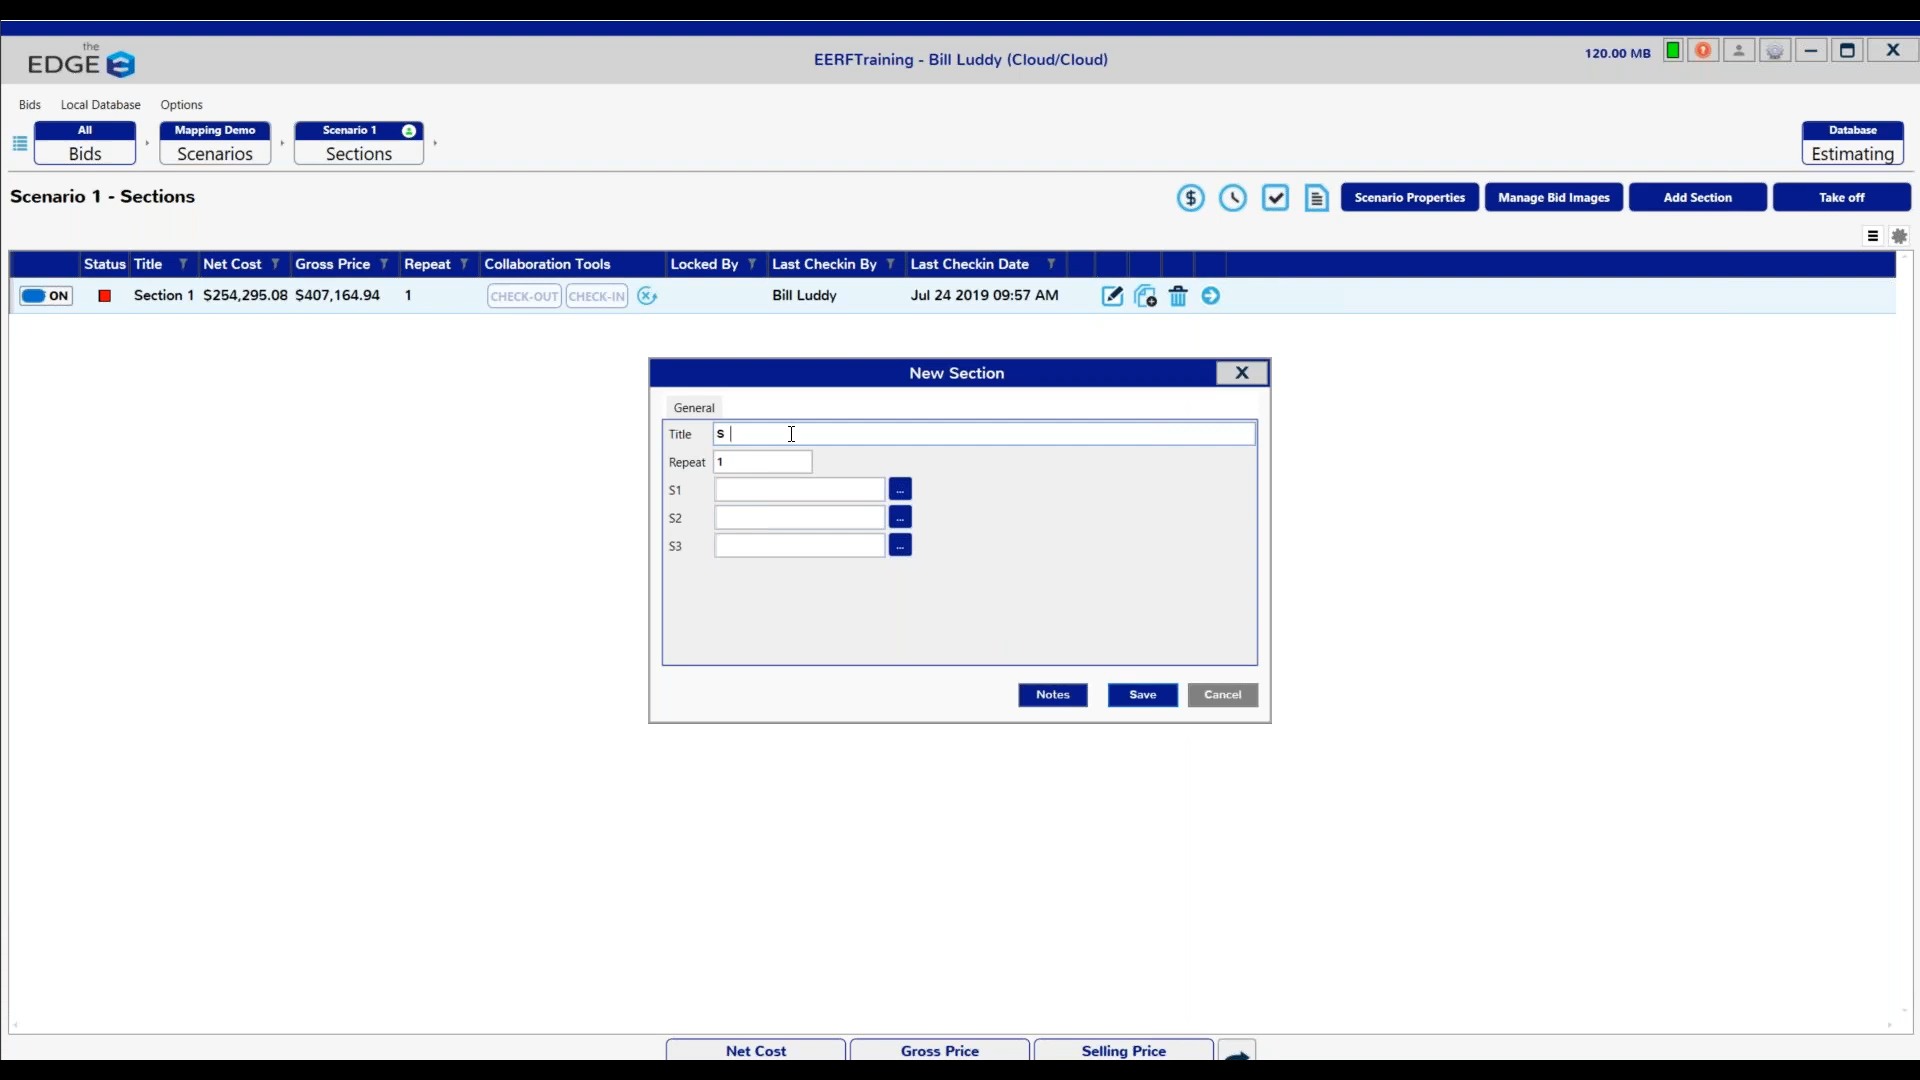 the
EDGE
EERFTraining - Bill Luddy (Cloud/Cloud)
120.00 MB
X
Bids Local Database Options
All
Bids
Mapping Demo
Scenarios
Scenario 1
Sections
Database
Estimating
Scenario 1 - Sections
$
Scenario Properties
Manage Bid Images
Add Section
Take off
Status Title Net Cost Gross Price Repeat Collaboration Tools Locked By Last Checkin By Last Checkin Date
ON Section 1 $254,295.08 $407,164.94 1 CHECK-OUT CHECK-IN Bill Luddy Jul 24 2019 09:57 AM
New Section
X
General
Title S
Repeat 1
S1 ...
S2 ...
S3 ...
Notes Save Cancel
Net Cost Gross Price Selling Price